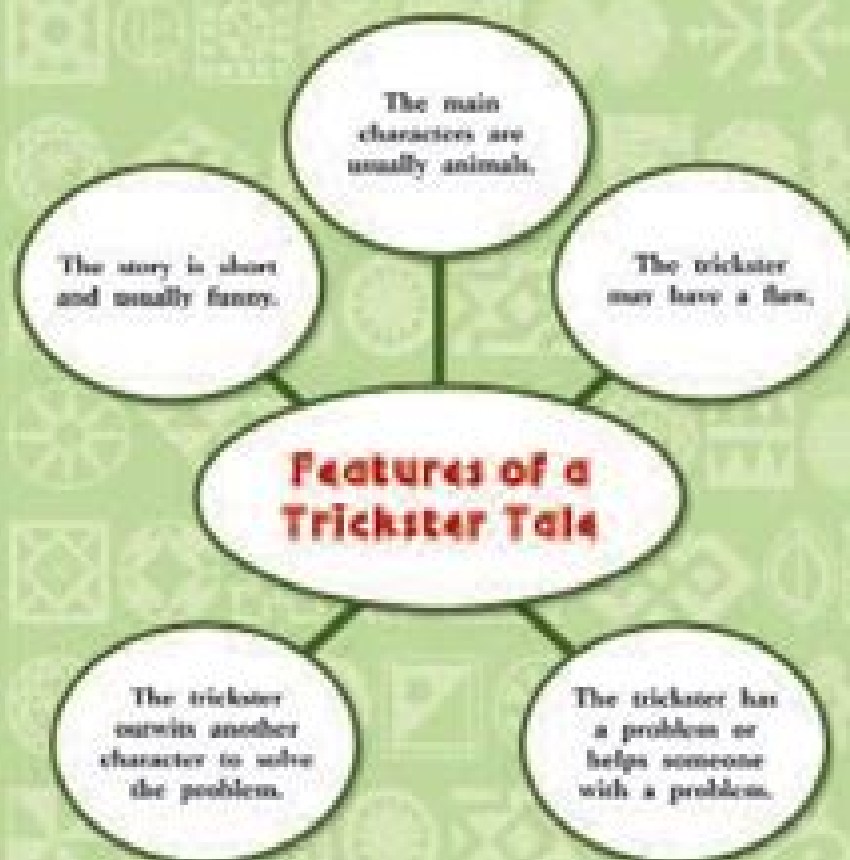 The main
characters are
usually animals.
The story is short
and usually funny.
The trickster
may have a flaw.
Features of a
Trickster Tale
The trickster
outwits another
character to solve
the problem.
The trickster has
a problem or
helps someone
with a problem.